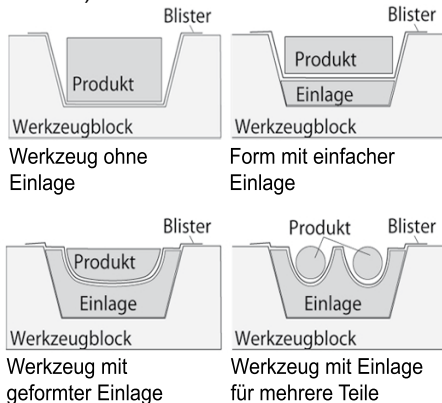 Blister
Produkt
Werkzeugblock
Werkzeug ohne
Einlage
Blister
Produkt
Einlage
Werkzeugblock
Form mit einfacher
Einlage
Blister
Produkt
Einlage
Werkzeugblock
Werkzeug mit
geformter Einlage
Produkt Blister
Einlage
Werkzeugblock
Werkzeug mit Einlage
für mehrere Teile